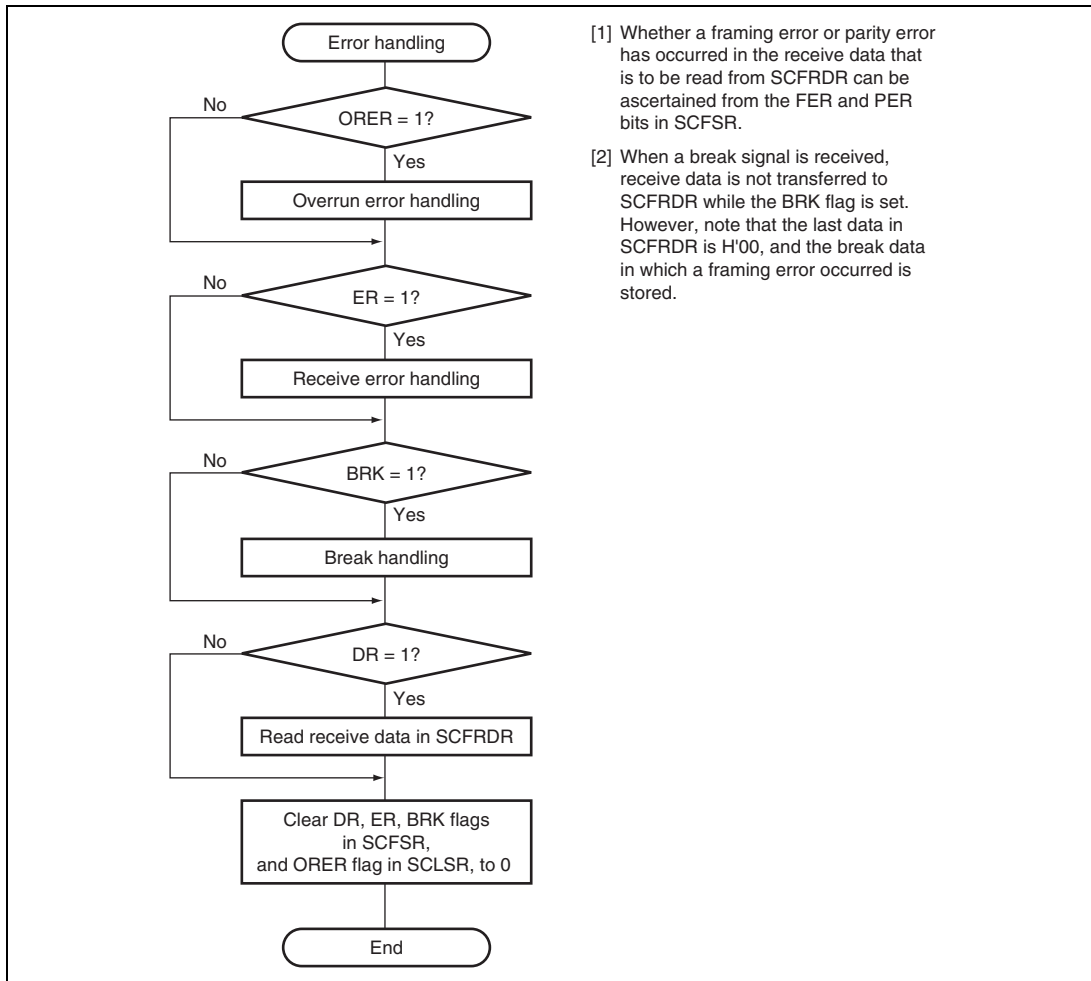 Error handling
No
ORER = 1?
Yes
Overrun error handling
No
ER = 1?
Yes
Receive error handling
No
BRK = 1?
Yes
Break handling
No
DR = 1?
Yes
Read receive data in SCFRDR
Clear DR, ER, BRK flags
in SCFSR,
and ORER flag in SCLSR, to 0
End
[1] Whether a framing error or parity error
has occurred in the receive data that
is to be read from SCFRDR can be
ascertained from the FER and PER
bits in SCFSR.
[2] When a break signal is received,
receive data is not transferred to
SCFRDR while the BRK flag is set.
However, note that the last data in
SCFRDR is H'00, and the break data
in which a framing error occurred is
stored.